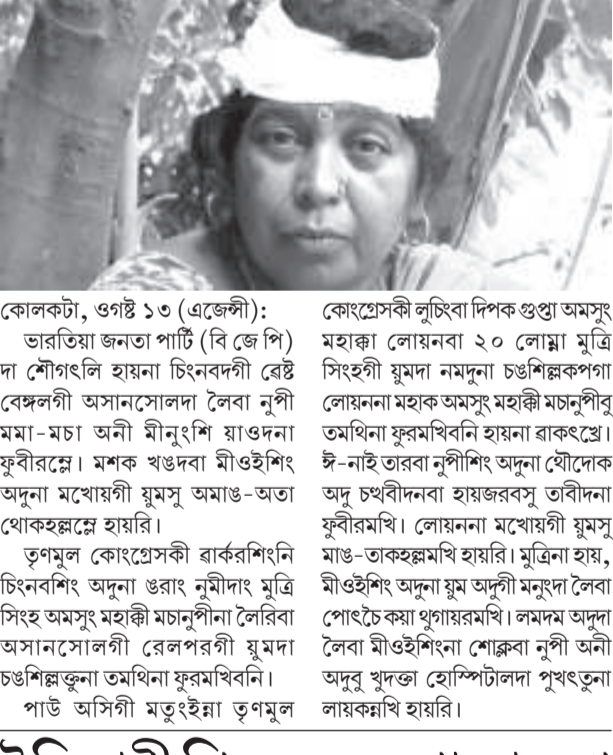 কোলকটা, ওগষ্ট ১৩ (এজেন্সী):
ভারতিয়া জনতা পার্টি (বি জে পি)
দা শৌগৎলি হায়না চিংনবদগী ৱেষ্ট
বেঙ্গলগী অসানসোলদা লৈবা নুপী
মমা-মচা অনী মীনুংশি য়াওদনা
ফুবীরম্লে। মশক খঙদবা মীওইশিং
অদুনা মখোয়গী য়ুমসু অমাঙ-অতা
থোকহল্লম্লে হায়রি।
তৃণমুল কোংগ্রেসকী ৱার্করশিংনি
চিংনবশিং অদুনা ঙরাং নুমীদাং মুত্রি
সিংহ অমসুং মহাক্কী মচানুপীনা লৈরিবা
অসানসোলগী রেলপরগী য়ুমদা
চঙশিল্লক্তুনা তমথিনা ফুরমখিবনি।
পাউ অসিগী মতুংইন্না তৃণমুল
কোংগ্রেসকী লুচিংবা দিপক গুপ্তা অমসুং
মহাক্কা লোয়নবা ২০ লোম্না মুত্রি
সিংহগী য়ুমদা নমদুনা চঙশিল্লকপগা
লোয়ননা মহাক অমসুং মহাক্কী মচানুপীবু
তমথিনা ফুরমখিবনি হায়না ৱাকৎখ্রে।
ঈ-নাই তারবা নুপীশিং অদুনা থৌদোক
অদু চত্থবীদনবা হায়জরবসু তাবীদনা
ফুবীরমখি। লোয়ননা মখোয়গী য়ুমসু
মাঙ-তাকহল্লমখি হায়রি। মুত্রিনা হায়,
মীওইশিং অদুনা য়ুম অদুগী মনুংদা লৈবা
পোৎচৈ কয়া থুগায়রমখি। লমদম অদুদা
লৈবা মীওইশিংনা শোক্লবা নুপী অনী
অদুবু খুদক্তা হোস্পিটালদা পুখৎতুনা
লায়কন্নখি হায়রি।